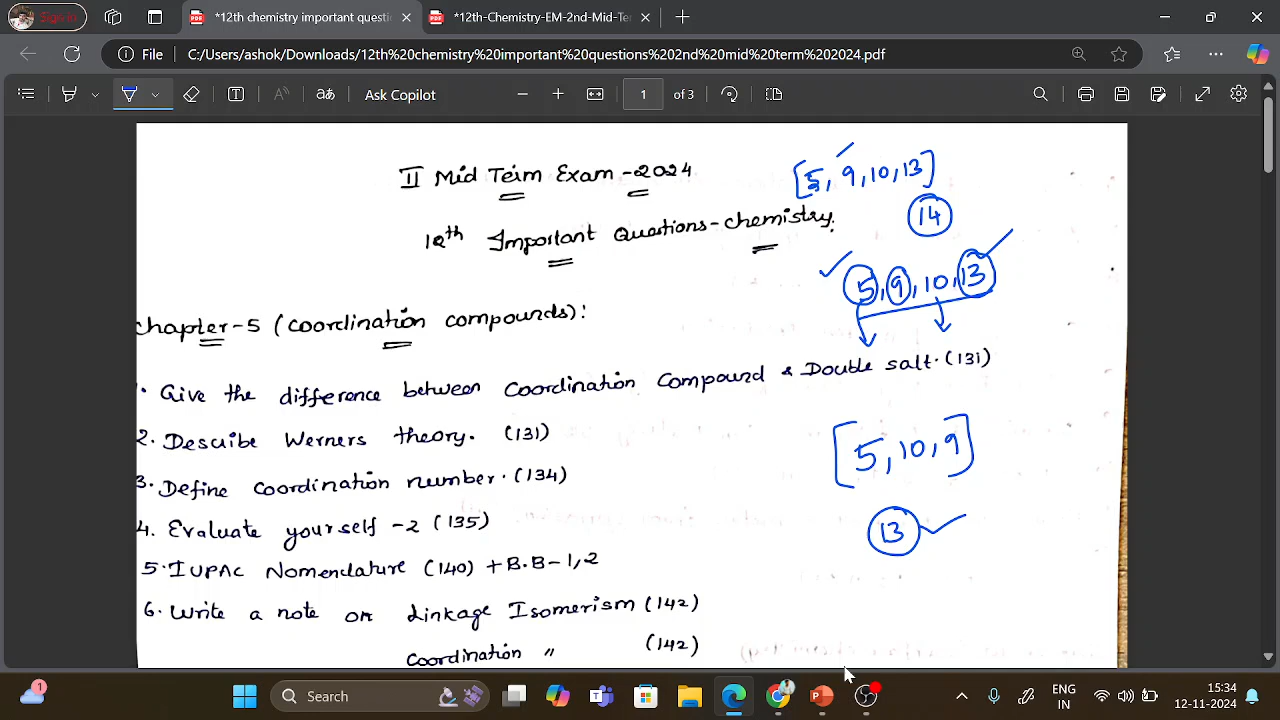 Sign in
*12th chemistry important questi
*12th-Chemistry-EM-2nd-Mid-Te
File
C:/Users/ashok/Downloads/12th%20chemistry%20important%20questions%202nd%20mid%20term%202024.pdf
Ask Copilot
1 of 3
II Mid Term Exam-2024
[5, 9, 10, 13]
14
12th Important Questions-chemistry.
5, 9, 10, 13
chapter-5 (coordination compounds):
1. Give the difference between coordination compound & Double salt. (131)
2. Describe Werners theory. (131)
[5, 10, 9]
3. Define coordination number. (134)
4. Evaluate yourself -2 (135)
13
5. IUPAC Nomenclature (140) + B.B-1,2
6. Write a note on Linkage Isomerism (142)
coordination " (142)
1
Search
ENG
IN
15:34
12-11-2024